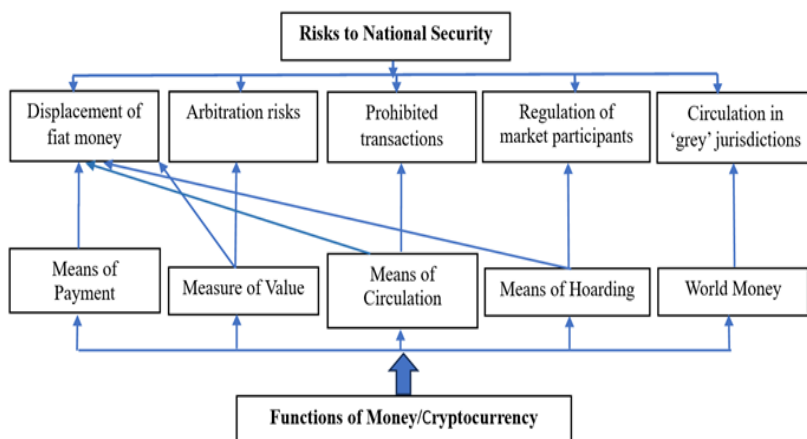 Risks to National Security
Displacement of
fiat money
Arbitration risks
Prohibited
transactions
Regulation of
market participants
Circulation in
‘grey’ jurisdictions
Means of
Payment
Measure of Value
Means of
Circulation
Means of Hoarding
World Money
Functions of Money/Cryptocurrency